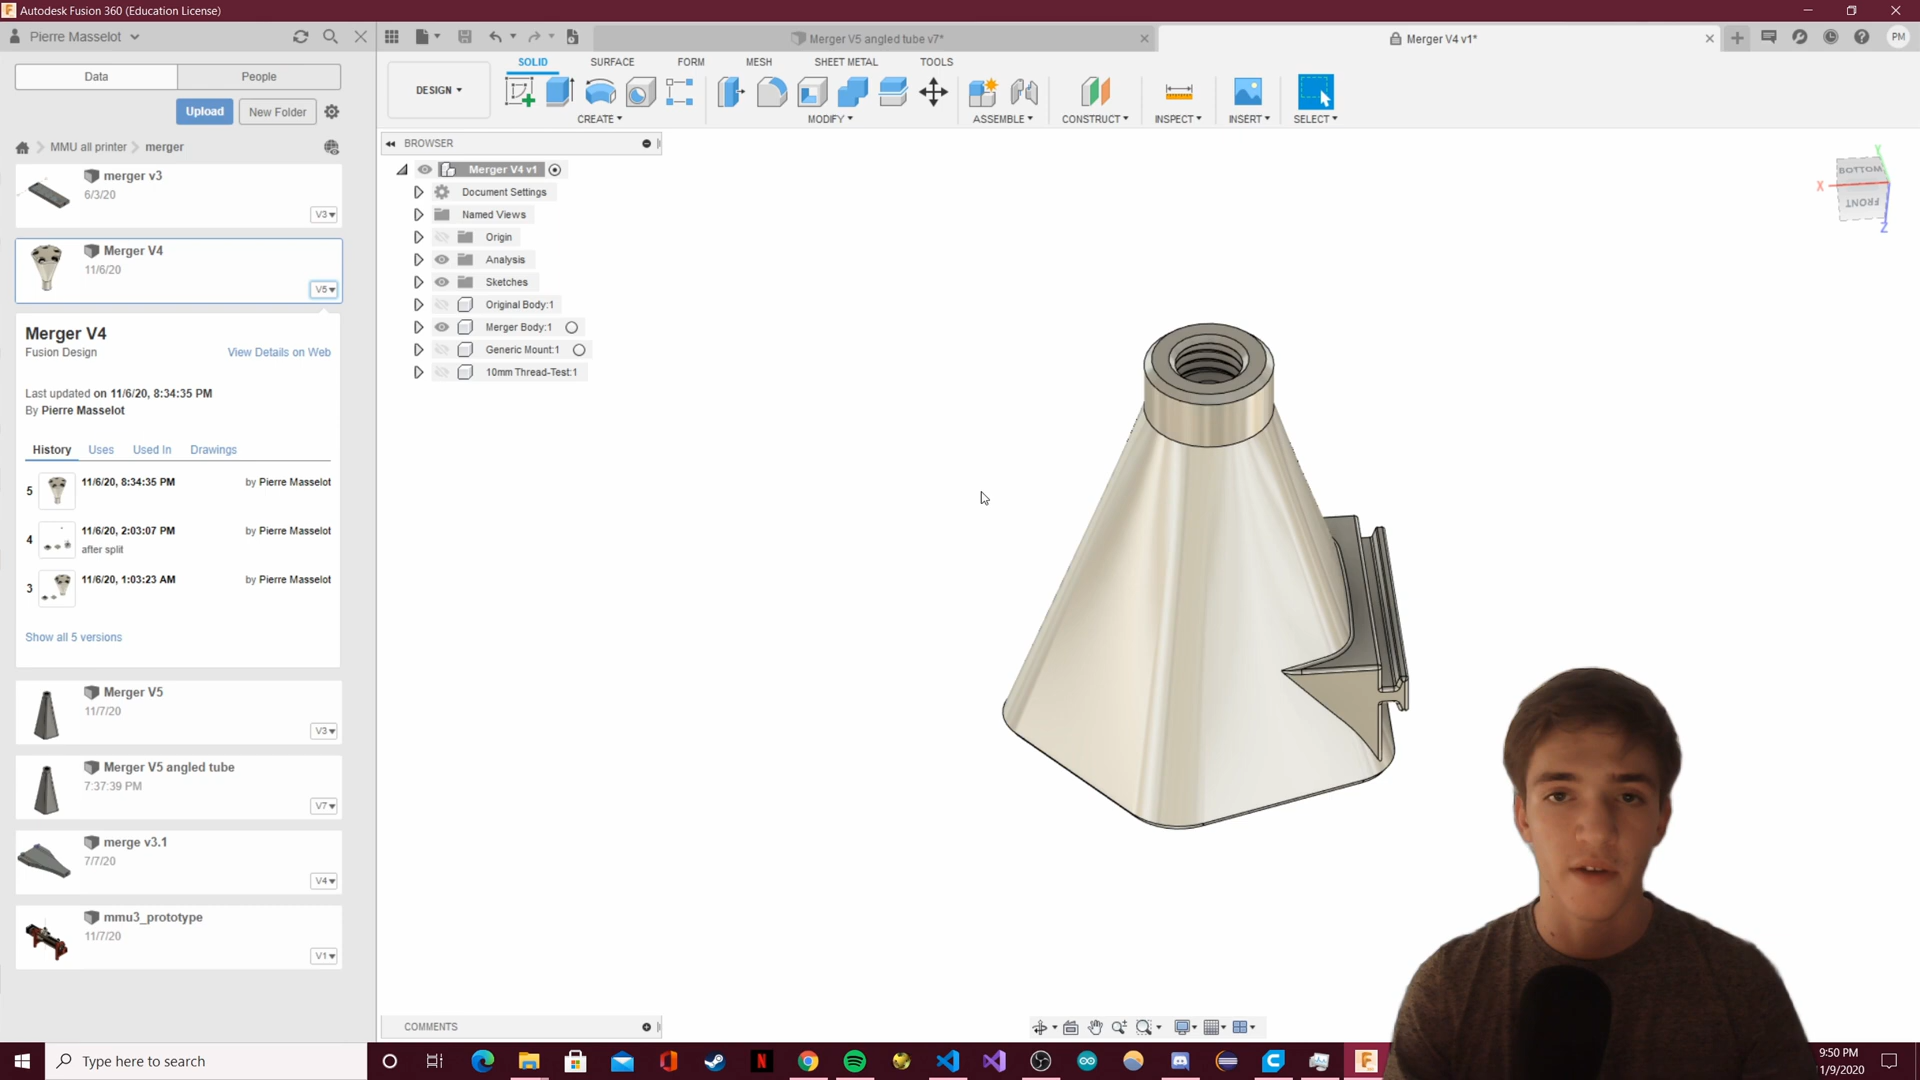 Autodesk Fusion 360 (Education License)
Pierre Masselot
Merger V5 angled tube v7*
Merger V4 v1*
PM
Data
People
DESIGN
SOLID
SURFACE
FORM
MESH
SHEET METAL
TOOLS
Upload
New Folder
CREATE
MODIFY
ASSEMBLE
CONSTRUCT
INSPECT
INSERT
SELECT
MMU all printer
merger
BROWSER
merger v3
6/3/20
V3
Merger V4
11/6/20
V5
Merger V4
Fusion Design
View Details on Web
Last updated on 11/6/20, 8:34:35 PM
By Pierre Masselot
History
Uses
Used In
Drawings
5
11/6/20, 8:34:35 PM
by Pierre Masselot
4
11/6/20, 2:03:07 PM
by Pierre Masselot
after split
3
11/6/20, 1:03:23 AM
by Pierre Masselot
Show all 5 versions
Merger V5
11/7/20
V3
Merger V5 angled tube
7:37:39 PM
V7
merge v3.1
7/7/20
V4
mmu3_prototype
11/7/20
V1
Merger V4 v1
Document Settings
Named Views
Origin
Analysis
Sketches
Original Body:1
Merger Body:1
Generic Mount:1
10mm Thread-Test:1
Y
BOTTOM
X
FRONT
Z
COMMENTS
Type here to search
9:50 PM
11/9/2020